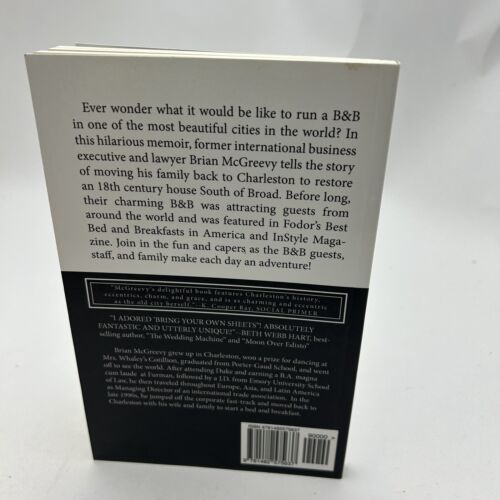 Ever wonder what it would be like to run a B&B
in one of the most beautiful cities in the world? In
this hilarious memoir, former international business
executive and lawyer Brian McGreevy tells the story
of moving his family back to Charleston to restore
an 18th century house South of Broad. Before long,
their charming B&B was attracting guests from
around the world and was featured in Fodor's Best
Bed and Breakfasts in America and InStyle Maga-
zine. Join in the fun and capers as the B&B guests,
staff, and family make each day an adventure!
"McGreevy's delightful book features Charleston's history,
eccentrics, charm, and grace, and is as charming and eccentric
as the old city herself."--K. Cooper Ray, SOCIAL PRIMER
"I ADORED 'BRING YOUR OWN SHEETS'! ABSOLUTELY
FANTASTIC AND UTTERLY UNIQUE!"--BETH WEBB HART, best-
selling author, "The Wedding Machine" and "Moon Over Edisto"
Brian McGreevy grew up in Charleston, won a prize for dancing at
Mrs. Whaley's Cotillion, graduated from Porter-Gaud School, and went
off to see the world. After attending Duke and earning a B.A. magna
cum laude at Furman, followed by a J.D. from Emory University School
of Law, he then traveled throughout Europe, Asia, and Latin America
as Managing Director of an international trade association. In the
late 1990s, he jumped off the corporate fast-track and moved back to
Charleston with his wife and family to start a bed and breakfast.
ISBN 9781482575637
90000 >
9 781482 575637